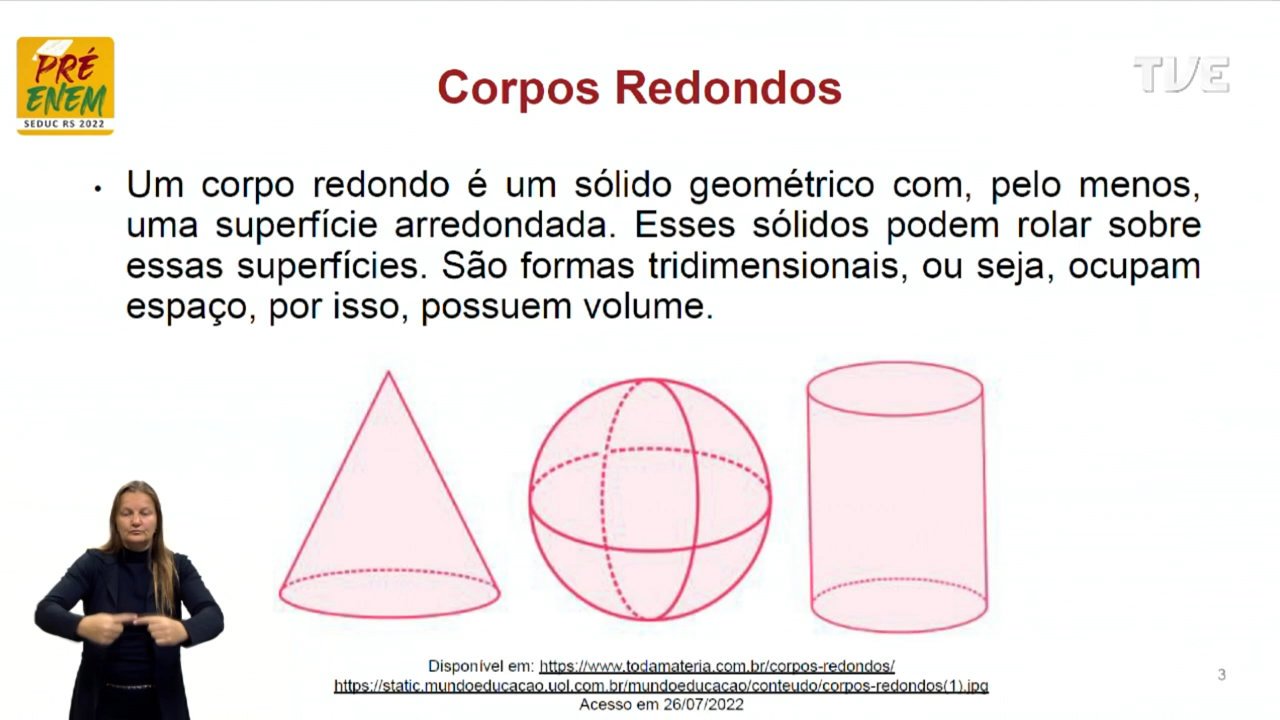 PRÉ
ENEM
SEDUC RS 2022
Corpos Redondos
TVE
• Um corpo redondo é um sólido geométrico com, pelo menos,
uma superfície arredondada. Esses sólidos podem rolar sobre
essas superfícies. São formas tridimensionais, ou seja, ocupam
espaço, por isso, possuem volume.
Disponível em: https://www.todamateria.com.br/corpos-redondos/
https://static.mundoeducacao.uol.com.br/mundoeducacao/conteudo/corpos-redondos(1).jpg
Acesso em 26/07/2022
3